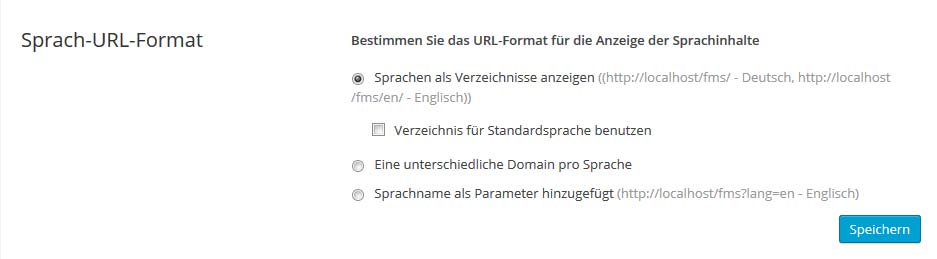 Sprach-URL-Format
Bestimmen Sie das URL-Format für die Anzeige der Sprachinhalte
Sprachen als Verzeichnisse anzeigen ((http://localhost/fms/ - Deutsch, http://localhost
/fms/en/ - Englisch))
Verzeichnis für Standardsprache benutzen
Eine unterschiedliche Domain pro Sprache
Sprachname als Parameter hinzugefügt (http://localhost/fms?lang=en - Englisch)
Speichern